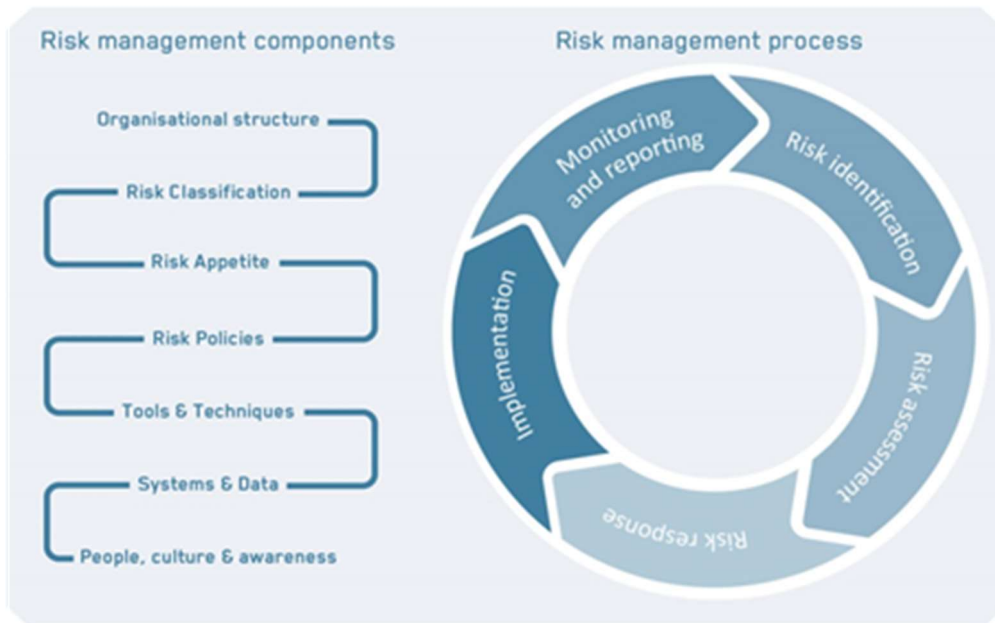 Risk management components
Organisational structure
Risk Classification
Risk Appetite
Risk Policies
Tools & Techniques
Systems & Data
People, culture & awareness
Risk management process
Monitoring
and reporting
Risk identification
Risk assessment
Risk response
Implementation